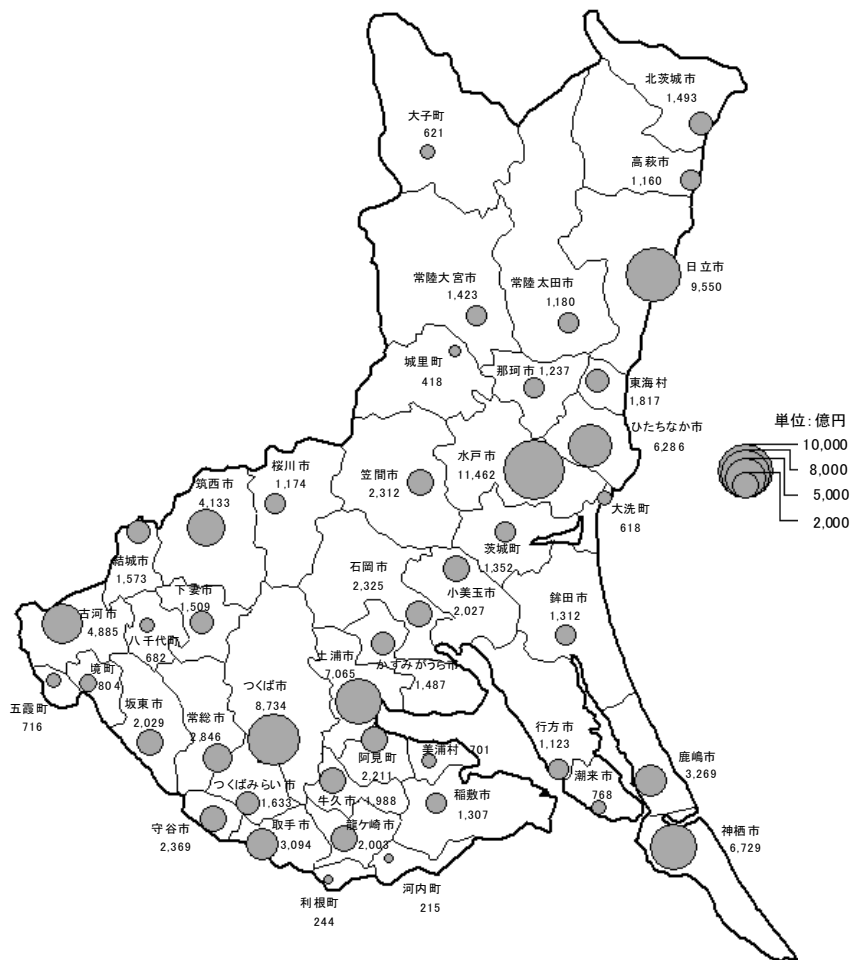 北茨城市
1,493
大子町
621
高萩市
1,160
日立市
9,550
常陸大宮市
1,423
常陸太田市
1,180
城里町
418
那珂市 1,237
東海村
1,817
ひたちなか市
6,286
水戸市
11,462
単位：億円
10,000
8,000
5,000
2,000
桜川市
1,174
筑西市
4,133
笠間市
2,312
大洗町
618
茨城町
1,352
結城市
1,573
石岡市
2,325
小美玉市
2,027
下妻市
1,509
鉾田市
1,312
古河市
4,885
八千代町
682
土浦市
7,065
かすみがうら市
1,487
境町
804
五霞町
716
つくば市
8,734
坂東市
2,029
常総市
2,846
行方市
1,123
阿見町
2,211
美浦村 701
鹿嶋市
3,269
潮来市
768
つくばみらい市
1,633
牛久市 1,988
稲敷市
1,307
守谷市
2,369
取手市
3,094
龍ケ崎市
2,003
神栖市
6,729
河内町
215
利根町
244